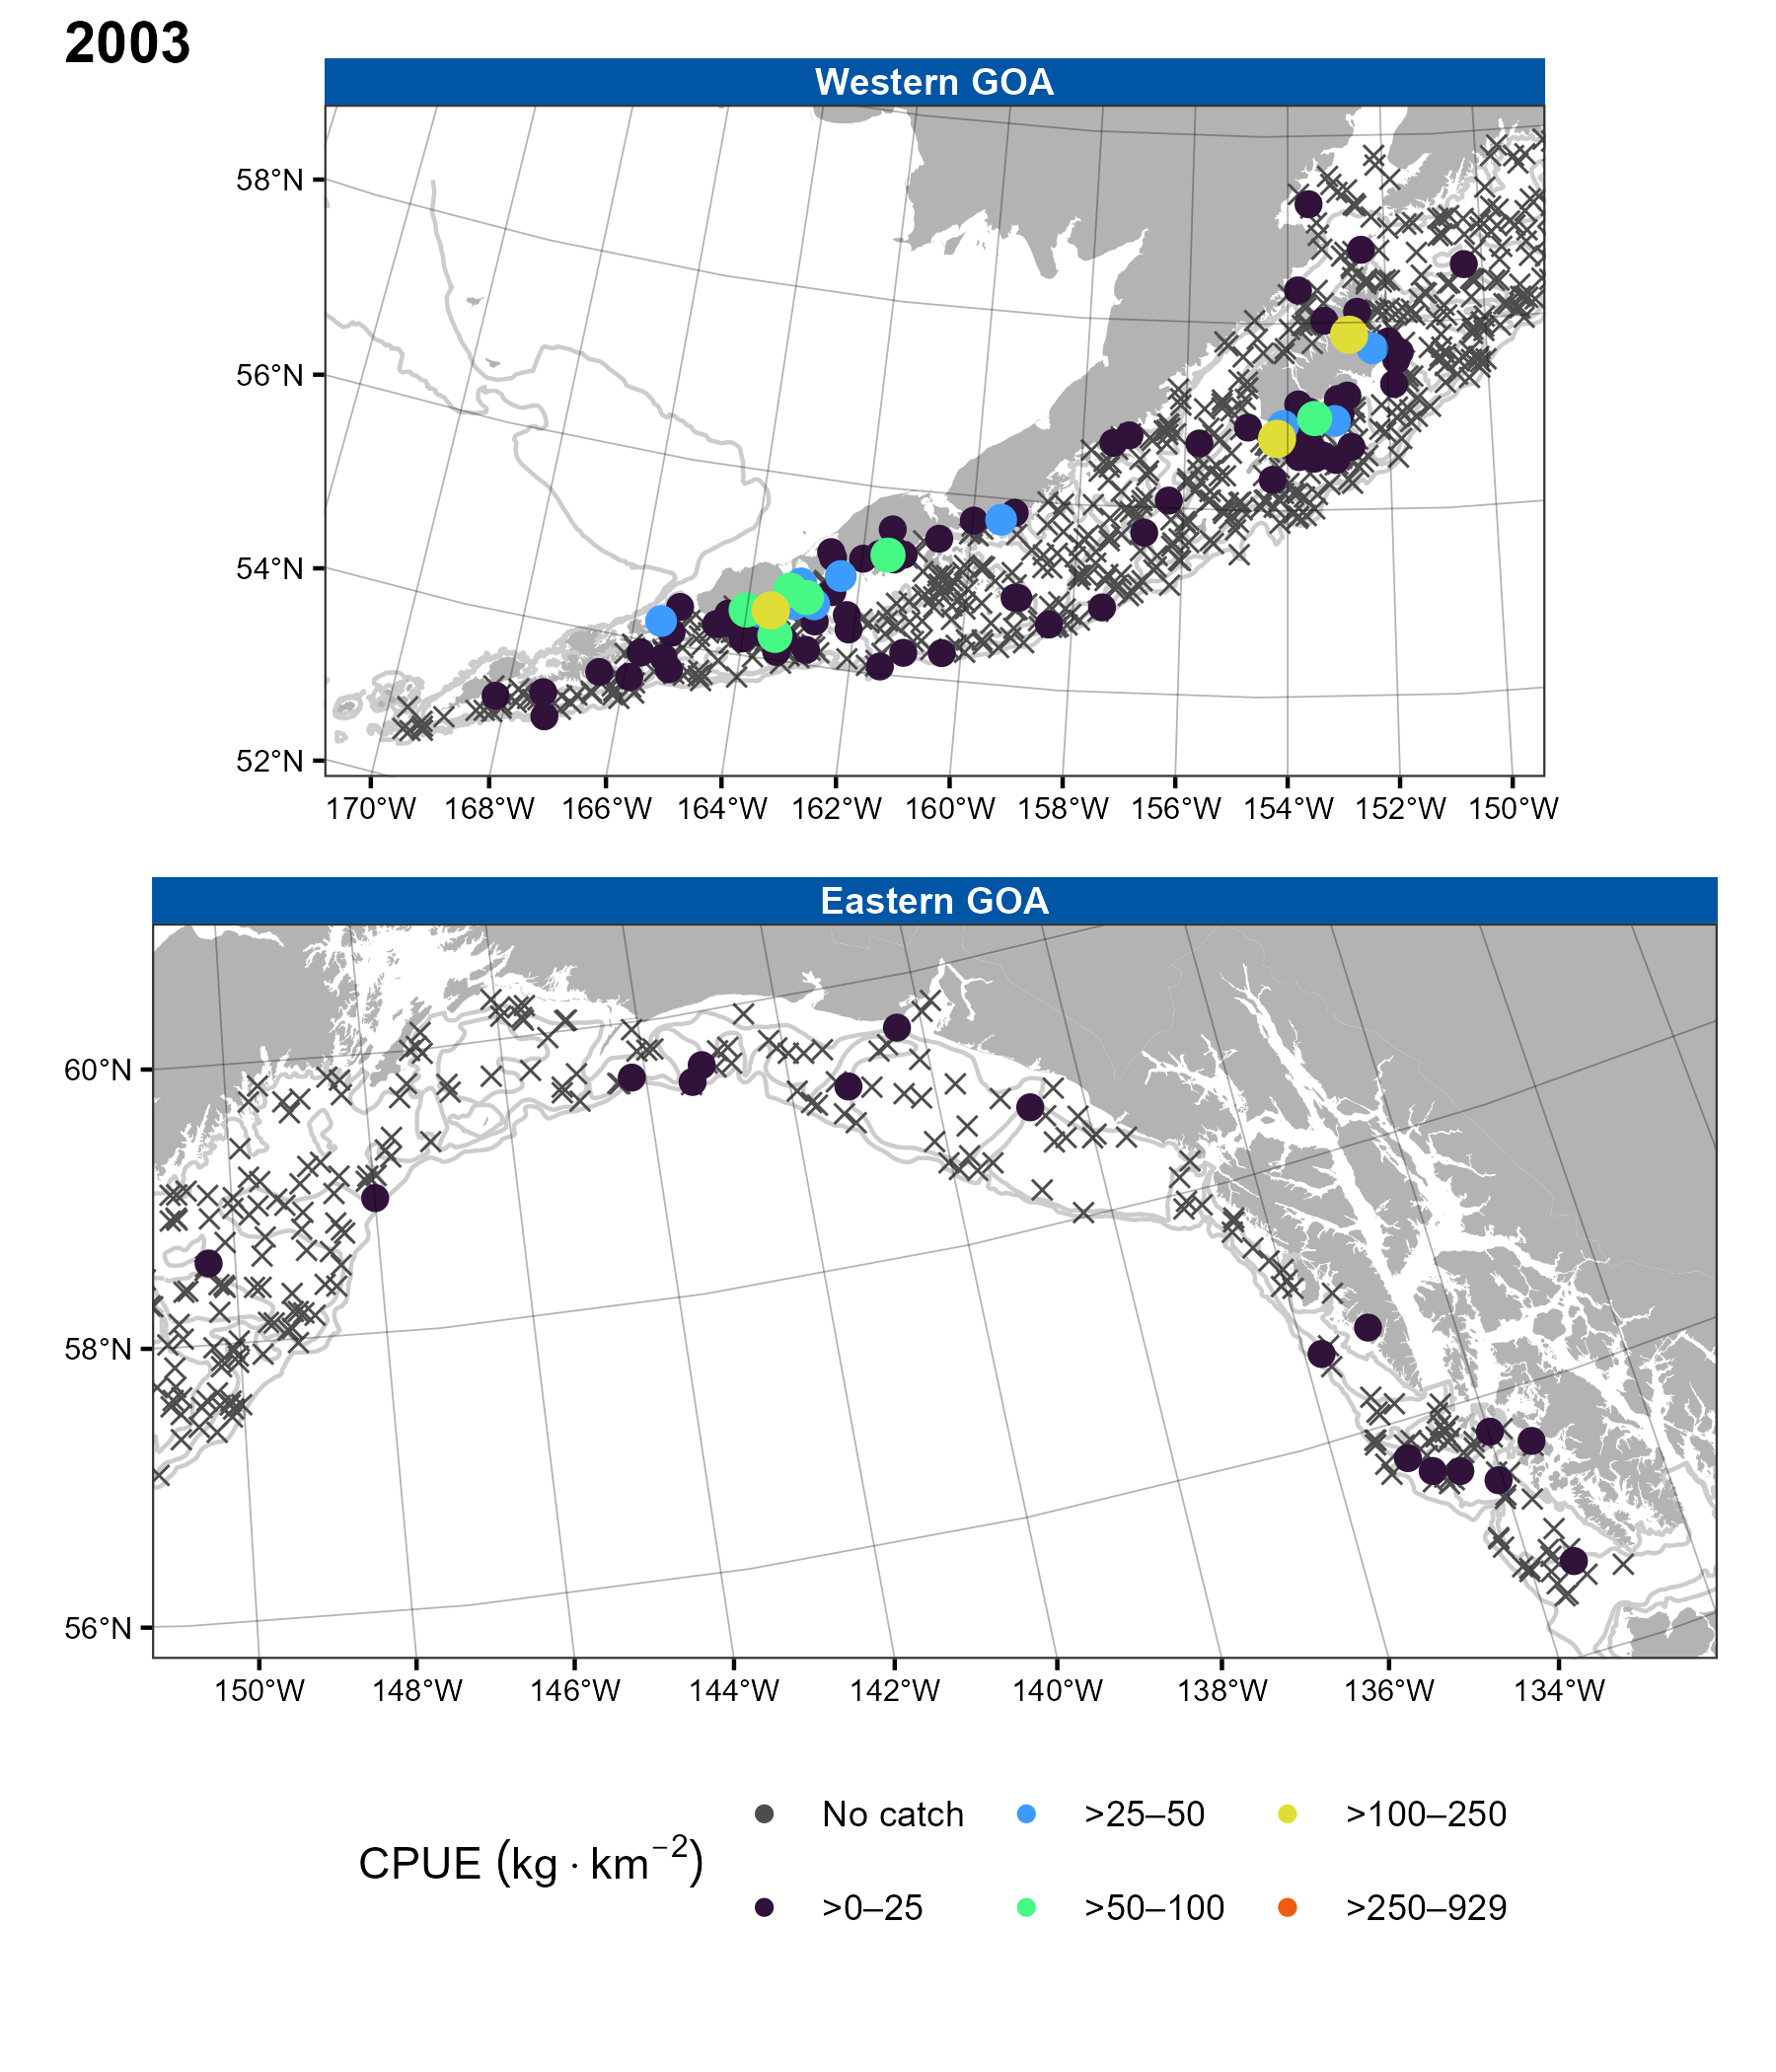 2003
Western GOA
58°N
56°N
54°N
52°N
170°W 168°W 166°W 164°W 162°W 160°W 158°W 156°W 154°W 152°W 150°W
Eastern GOA
60°N
58°N
56°N
150°W 148°W 146°W 144°W 142°W 140°W 138°W 136°W 134°W
CPUE (kg · km⁻²)
No catch >25–50 >100–250
>0–25 >50–100 >250–929